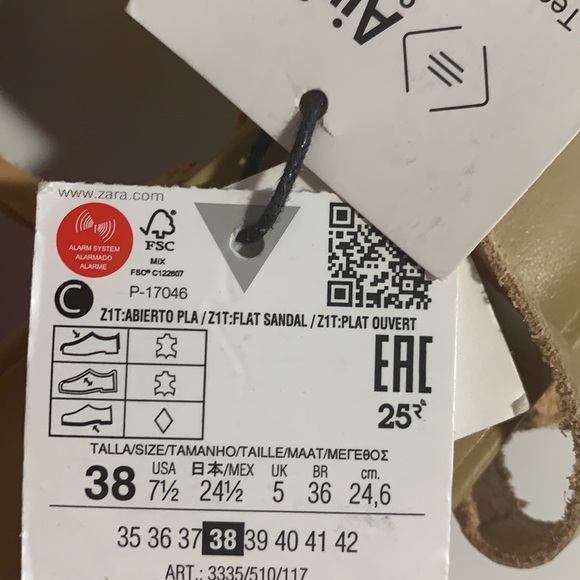 www.zara.com
ALARM SYSTEM
ALARMADO
ALARME
FSC
MIX
FSC® C122607
P-17046
Z1T:ABIERTO PLA / Z1T:FLAT SANDAL / Z1T:PLAT OUVERT
EAC
25
TALLA/SIZE/TAMANHO/TAILLE/MAAT/ΜΕΓΕΘΟΣ
38 USA 7½ 日本/MEX 24½ UK 5 BR 36 cm. 24,6
35 36 37 38 39 40 41 42
ART.: 3335/510/117